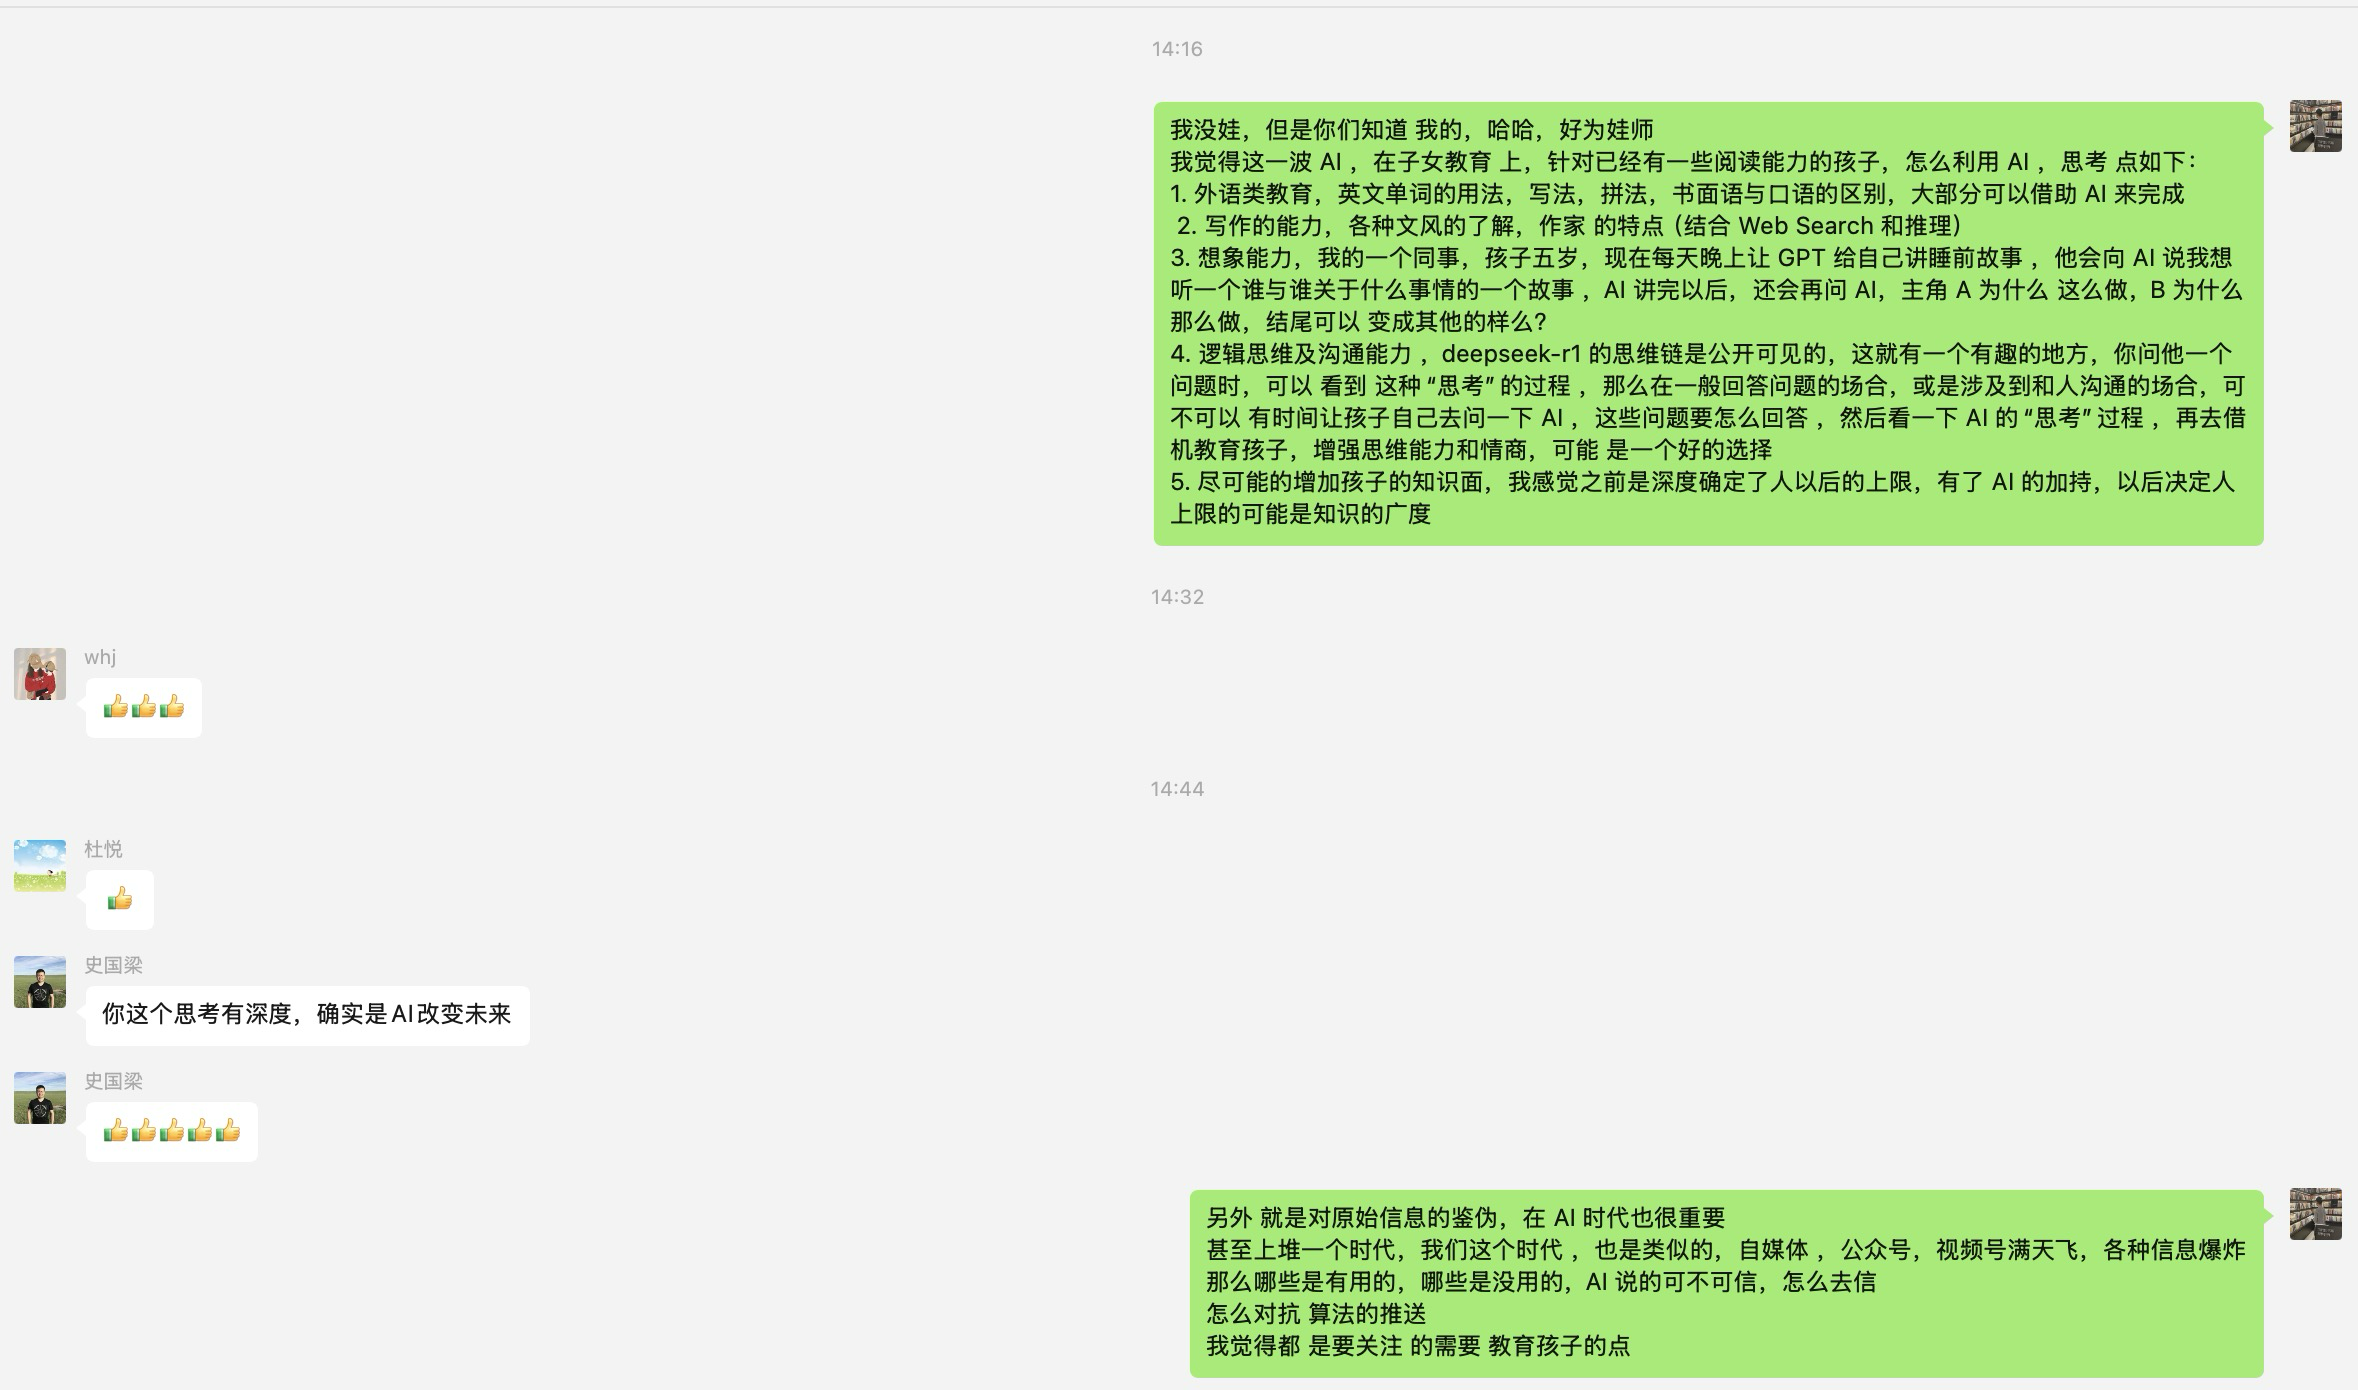 14:16
我没娃，但是你们知道 我的，哈哈，好为娃师
我觉得这一波 AI ，在子女教育 上，针对已经有一些阅读能力的孩子，怎么利用 AI ，思考 点如下：
1. 外语类教育，英文单词的用法，写法，拼法，书面语与口语的区别，大部分可以借助 AI 来完成
2. 写作的能力，各种文风的了解，作家 的特点（结合 Web Search 和推理）
3. 想象能力，我的一个同事，孩子五岁，现在每天晚上让 GPT 给自己讲睡前故事 ，他会向 AI 说我想
听一个谁与谁关于什么事情的一个故事 ，AI 讲完以后，还会再问 AI，主角 A 为什么 这么做，B 为什么
那么做，结尾可以 变成其他的样么?
4. 逻辑思维及沟通能力 ，deepseek-r1 的思维链是公开可见的，这就有一个有趣的地方，你问他一个
问题时，可以 看到 这种 “思考” 的过程 ，那么在一般回答问题的场合，或是涉及到和人沟通的场合，可
不可以 有时间让孩子自己去问一下 AI ，这些问题要怎么回答 ，然后看一下 AI 的 “思考” 过程 ，再去借
机教育孩子，增强思维能力和情商，可能 是一个好的选择
5. 尽可能的增加孩子的知识面，我感觉之前是深度确定了人以后的上限，有了 AI 的加持，以后决定人
上限的可能是知识的广度
14:32
whj
👍👍👍
14:44
杜悦
👍
史国梁
你这个思考有深度，确实是AI改变未来
史国梁
👍👍👍👍👍
另外 就是对原始信息的鉴伪，在 AI 时代也很重要
甚至上堆一个时代，我们这个时代 ，也是类似的，自媒体 ，公众号，视频号满天飞，各种信息爆炸
那么哪些是有用的，哪些是没用的，AI 说的可不可信，怎么去信
怎么对抗 算法的推送
我觉得都 是要关注 的需要 教育孩子的点